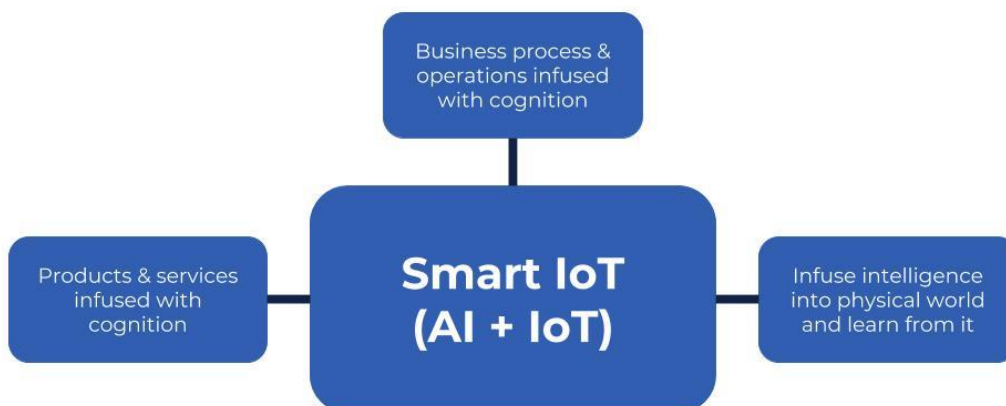 Business process &
operations infused
with cognition
Products & services
infused with
cognition
Smart IoT
(AI + IoT)
Infuse intelligence
into physical world
and learn from it